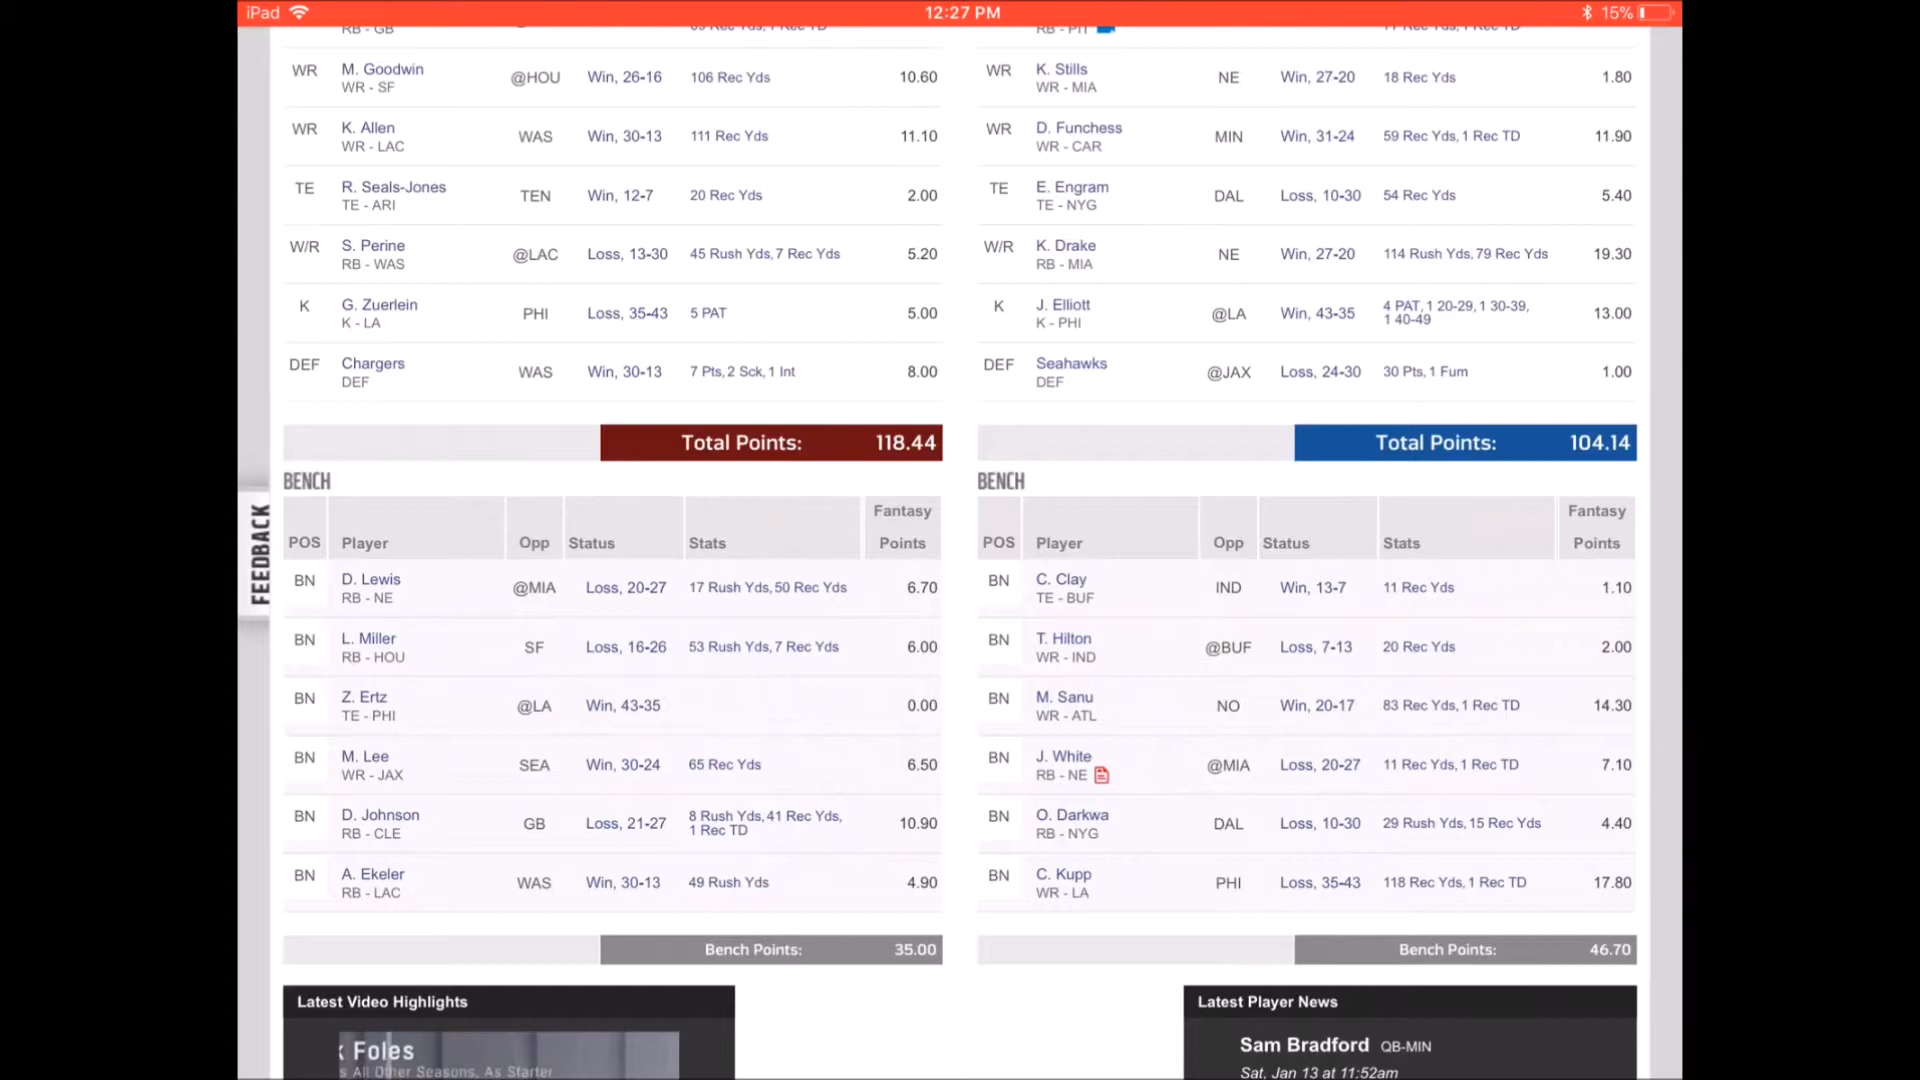 iPad 12:27 PM 15%
RB - GB
RB - PIT
WR M. Goodwin @HOU Win, 26-16 106 Rec Yds 10.60
WR - SF
WR K. Stills NE Win, 27-20 18 Rec Yds 1.80
WR - MIA
WR K. Allen WAS Win, 30-13 111 Rec Yds 11.10
WR - LAC
WR D. Funchess MIN Win, 31-24 59 Rec Yds, 1 Rec TD 11.90
WR - CAR
TE R. Seals-Jones TEN Win, 12-7 20 Rec Yds 2.00
TE - ARI
TE E. Engram DAL Loss, 10-30 54 Rec Yds 5.40
TE - NYG
W/R S. Perine @LAC Loss, 13-30 45 Rush Yds, 7 Rec Yds 5.20
RB - WAS
W/R K. Drake NE Win, 27-20 114 Rush Yds, 79 Rec Yds 19.30
RB - MIA
K G. Zuerlein PHI Loss, 35-43 5 PAT 5.00
K - LA
K J. Elliott @LA Win, 43-35 4 PAT, 1 20-29, 1 30-39, 13.00
K - PHI 1 40-49
DEF Chargers WAS Win, 30-13 7 Pts, 2 Sck, 1 Int 8.00
DEF
DEF Seahawks @JAX Loss, 24-30 30 Pts, 1 Fum 1.00
DEF
Total Points: 118.44
Total Points: 104.14
FEEDBACK
BENCH
POS Player Opp Status Stats Fantasy Points
BN D. Lewis @MIA Loss, 20-27 17 Rush Yds, 50 Rec Yds 6.70
RB - NE
BN L. Miller SF Loss, 16-26 53 Rush Yds, 7 Rec Yds 6.00
RB - HOU
BN Z. Ertz @LA Win, 43-35 0.00
TE - PHI
BN M. Lee SEA Win, 30-24 65 Rec Yds 6.50
WR - JAX
BN D. Johnson GB Loss, 21-27 8 Rush Yds, 41 Rec Yds, 10.90
RB - CLE 1 Rec TD
BN A. Ekeler WAS Win, 30-13 49 Rush Yds 4.90
RB - LAC
Bench Points: 35.00
BENCH
POS Player Opp Status Stats Fantasy Points
BN C. Clay IND Win, 13-7 11 Rec Yds 1.10
TE - BUF
BN T. Hilton @BUF Loss, 7-13 20 Rec Yds 2.00
WR - IND
BN M. Sanu NO Win, 20-17 83 Rec Yds, 1 Rec TD 14.30
WR - ATL
BN J. White @MIA Loss, 20-27 11 Rec Yds, 1 Rec TD 7.10
RB - NE
BN O. Darkwa DAL Loss, 10-30 29 Rush Yds, 15 Rec Yds 4.40
RB - NYG
BN C. Kupp PHI Loss, 35-43 118 Rec Yds, 1 Rec TD 17.80
WR - LA
Bench Points: 46.70
Latest Video Highlights
Foles
All Other Seasons, As Starter
Latest Player News
Sam Bradford QB-MIN
Sat, Jan 13 at 11:52am